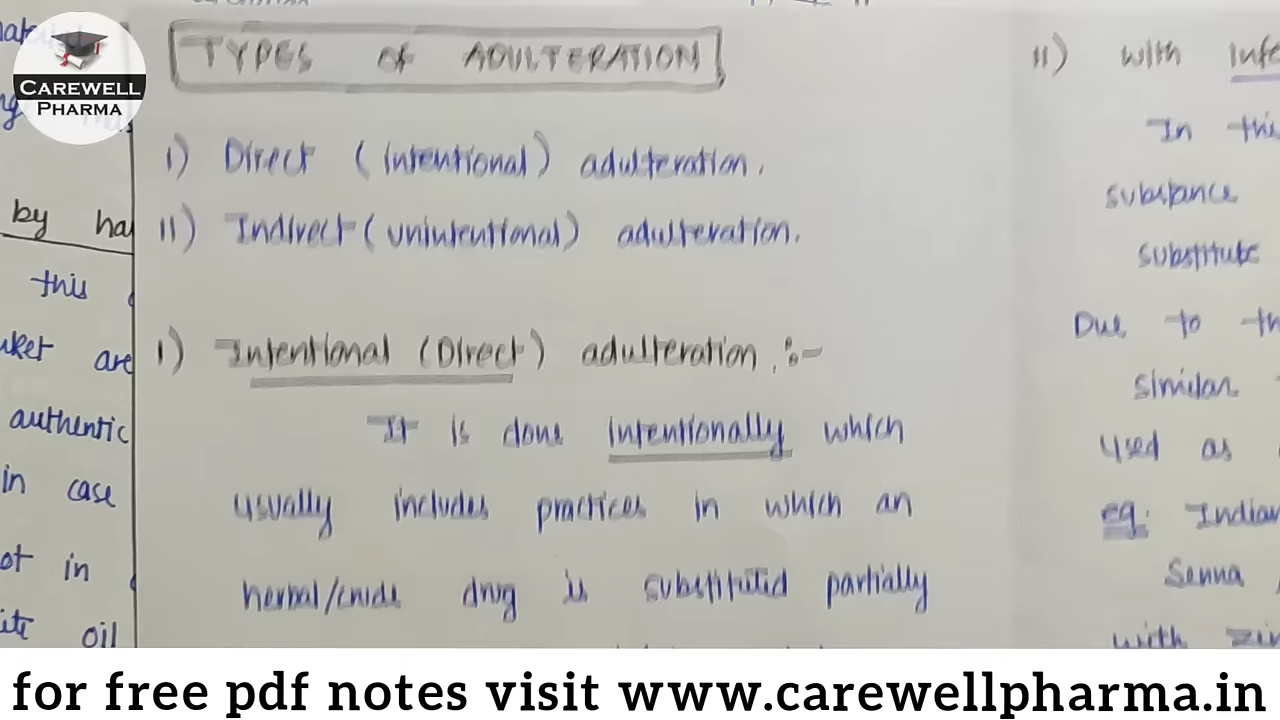 CAREWELL
PHARMA
by
this
are
authentic
in case
in
oil
TYPES of ADULTERATION
I) Direct (intentional) adulteration.
II) Indirect (unintentional) adulteration.
I) Intentional (Direct) adulteration :-
It is done intentionally which
usually includes practices in which an
herbal/crude drug is substituted partially
II) with
In
substance
substitute
Due to
similar
used as
eg. Indian
Senna
with
for free pdf notes visit www.carewellpharma.in